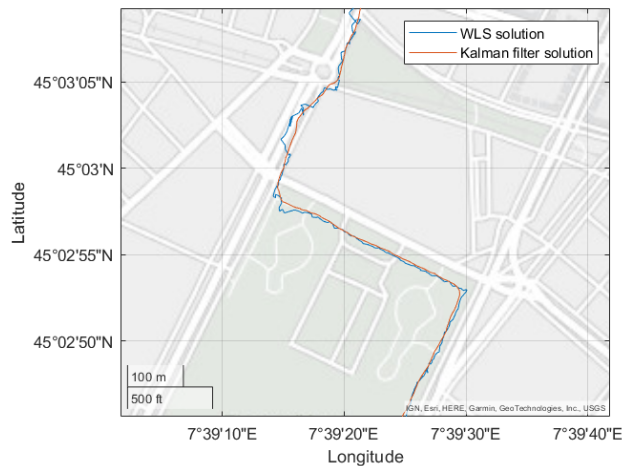 WLS solution
Kalman filter solution
45°03'05"N
45°03'N
45°02'55"N
45°02'50"N
Latitude
100 m
500 ft
IGN, Esri, HERE, Garmin, GeoTechnologies, Inc., USGS
7°39'10"E
7°39'20"E
7°39'30"E
7°39'40"E
Longitude